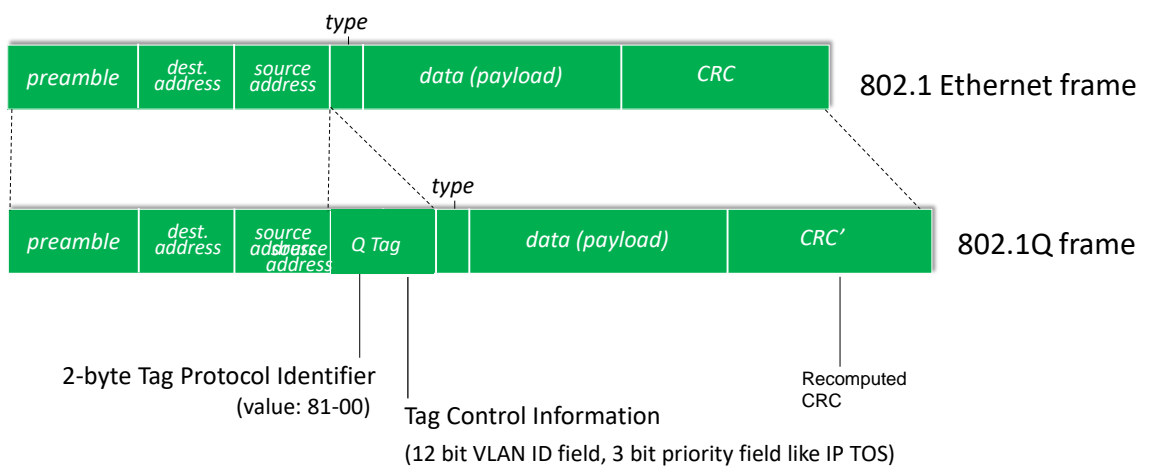 type
preamble
dest.
address
source
address
data (payload)
CRC
802.1 Ethernet frame
type
preamble
dest.
address
source
address
source
address
Q Tag
data (payload)
CRC’
802.1Q frame
2-byte Tag Protocol Identifier
(value: 81-00)
Tag Control Information
(12 bit VLAN ID field, 3 bit priority field like IP TOS)
Recomputed
CRC